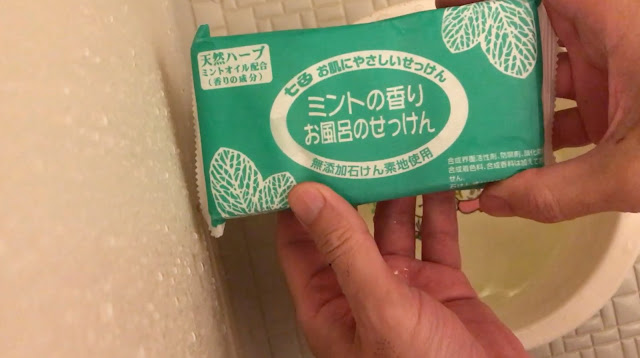 天然ハーブ
ミントオイル配合
（香りの成分）
七色 お肌にやさしいせっけん
ミントの香り
お風呂のせっけん
無添加石けん素地使用
合成界面活性剤、防腐剤、
合成着色料、合成香料は加えて
せん。